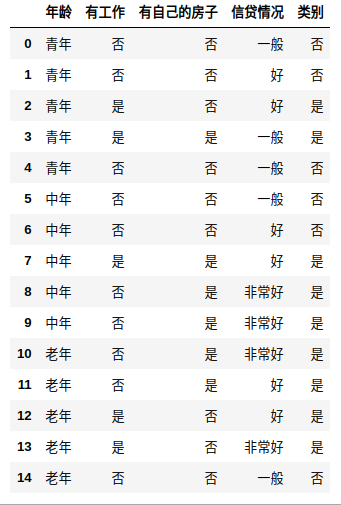 年龄 有工作 有自己的房子 信贷情况 类别
0 青年 否 否 一般 否
1 青年 否 否 好 否
2 青年 是 否 好 是
3 青年 是 是 一般 是
4 青年 否 否 一般 否
5 中年 否 否 一般 否
6 中年 否 否 好 否
7 中年 是 是 好 是
8 中年 否 是 非常好 是
9 中年 否 是 非常好 是
10 老年 否 是 非常好 是
11 老年 否 是 好 是
12 老年 是 否 好 是
13 老年 是 否 非常好 是
14 老年 否 否 一般 否